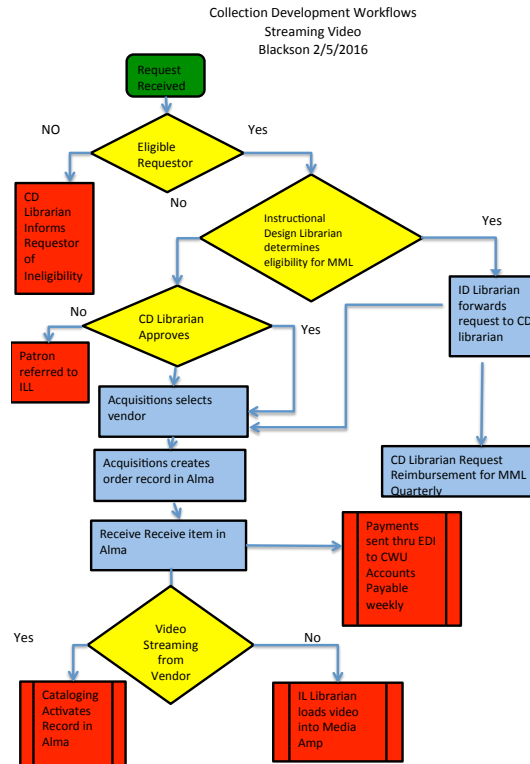 Collection Development Workflows
Streaming Video
Blackson 2/5/2016
Request
Received
NO
Yes
Eligible
Requestor
No
CD
Librarian
Informs
Requestor
of
Ineligibility
Instructional
Design Librarian
determines
eligibility for MML
Yes
ID Librarian
forwards
request to CD
librarian
No
CD Librarian
Approves
Yes
Patron
referred to
ILL
Acquisitions selects
vendor
Acquisitions creates
order record in Alma
CD Librarian Request
Reimbursement for MML
Quarterly
Receive Receive item in
Alma
Payments
sent thru EDI
to CWU
Accounts
Payable
weekly
Yes
Video
Streaming
from
Vendor
No
Cataloging
Activates
Record in
Alma
IL Librarian
loads video
into Media
Amp